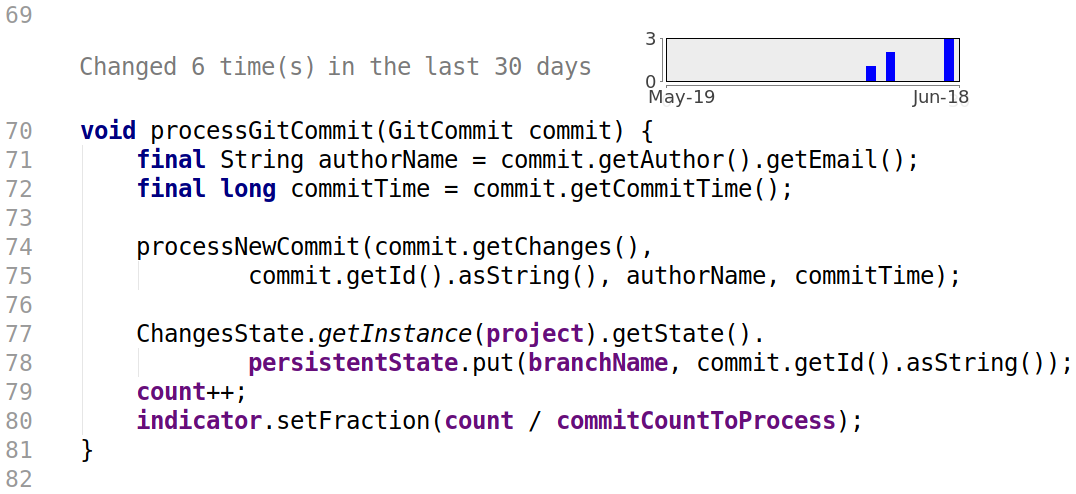 69
3
Changed 6 time(s) in the last 30 days
0
May-19 Jun-18
70 void processGitCommit(GitCommit commit) {
71 final String authorName = commit.getAuthor().getEmail();
72 final long commitTime = commit.getCommitTime();
73
74 processNewCommit(commit.getChanges(),
75 commit.getId().asString(), authorName, commitTime);
76
77 ChangesState.getInstance(project).getState().
78 persistentState.put(branchName, commit.getId().asString());
79 count++;
80 indicator.setFraction(count / commitCountToProcess);
81 }
82